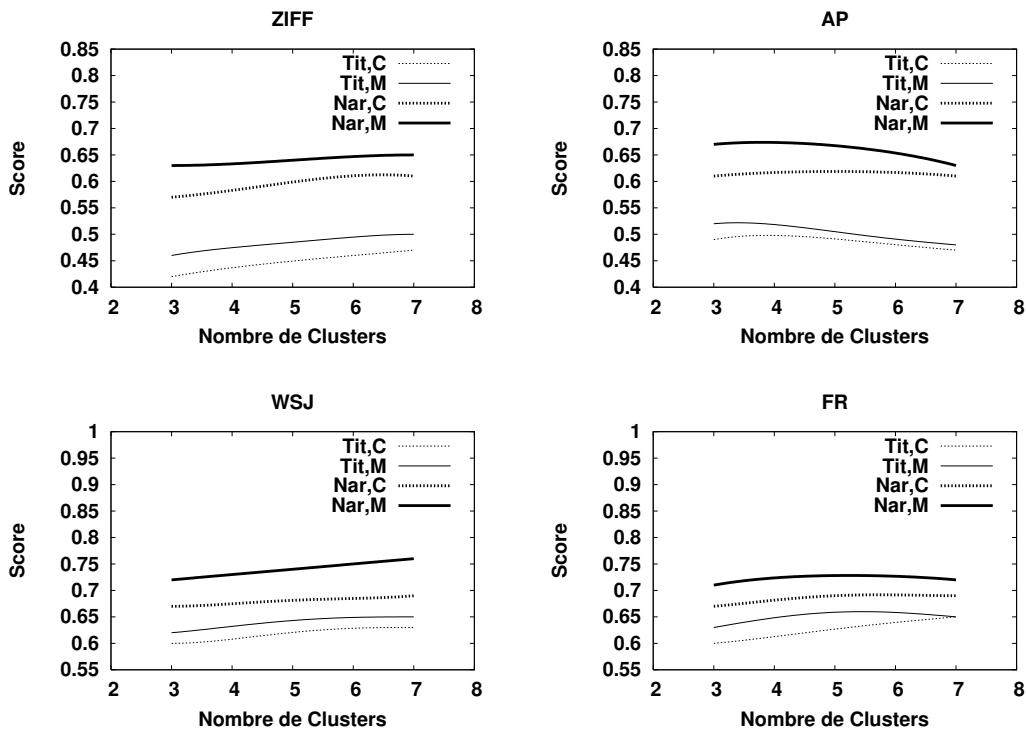 ZIFF
0.85
0.8
0.75
0.7
0.65
0.6
0.55
0.5
0.45
0.4
2 3 4 5 6 7 8
Score
Nombre de Clusters
Tit,C
Tit,M
Nar,C
Nar,M
AP
0.85
0.8
0.75
0.7
0.65
0.6
0.55
0.5
0.45
0.4
2 3 4 5 6 7 8
Score
Nombre de Clusters
Tit,C
Tit,M
Nar,C
Nar,M
WSJ
1
0.95
0.9
0.85
0.8
0.75
0.7
0.65
0.6
0.55
2 3 4 5 6 7 8
Score
Nombre de Clusters
Tit,C
Tit,M
Nar,C
Nar,M
FR
1
0.95
0.9
0.85
0.8
0.75
0.7
0.65
0.6
0.55
2 3 4 5 6 7 8
Score
Nombre de Clusters
Tit,C
Tit,M
Nar,C
Nar,M